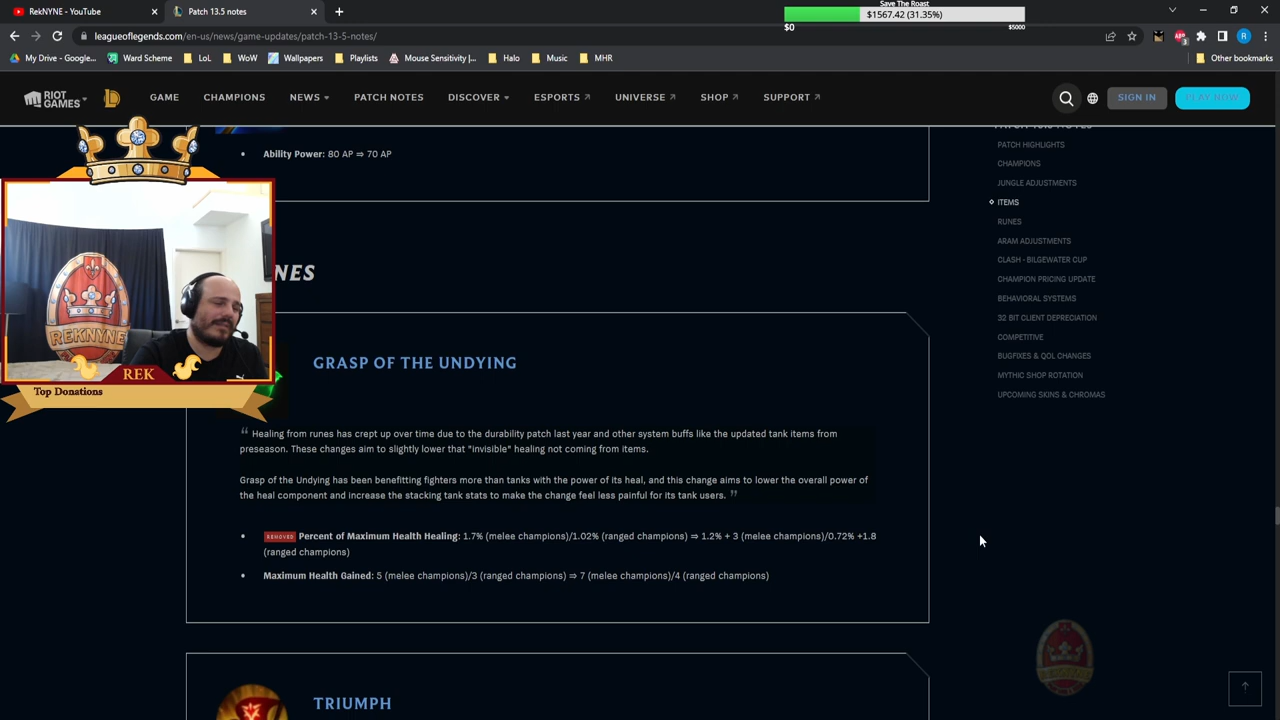 RekNYNE - YouTube
Patch 13.5 notes
Save The Roast
$1567.42 (31.35%)
$0
$5000
leagueoflegends.com/en-us/news/game-updates/patch-13-5-notes/
R
My Drive - Google...
Ward Scheme
LoL
WoW
Wallpapers
Playlists
Mouse Sensitivity |...
Halo
Music
MHR
Other bookmarks
RIOT GAMES
GAME
CHAMPIONS
NEWS
PATCH NOTES
DISCOVER
ESPORTS
UNIVERSE
SHOP
SUPPORT
SIGN IN
PLAY NOW
PATCH 13.5 NOTES
PATCH HIGHLIGHTS
CHAMPIONS
JUNGLE ADJUSTMENTS
ITEMS
RUNES
ARAM ADJUSTMENTS
CLASH - BILGEWATER CUP
CHAMPION PRICING UPDATE
BEHAVIORAL SYSTEMS
32 BIT CLIENT DEPRECIATION
COMPETITIVE
BUGFIXES & QOL CHANGES
MYTHIC SHOP ROTATION
UPCOMING SKINS & CHROMAS
• Ability Power: 80 AP ⇒ 70 AP
NES
REKNYNE
REK
Top Donations
GRASP OF THE UNDYING
“ Healing from runes has crept up over time due to the durability patch last year and other system buffs like the updated tank items from
preseason. These changes aim to slightly lower that "invisible" healing not coming from items.
Grasp of the Undying has been benefitting fighters more than tanks with the power of its heal, and this change aims to lower the overall power of
the heal component and increase the stacking tank stats to make the change feel less painful for its tank users. ”
• REMOVED Percent of Maximum Health Healing: 1.7% (melee champions)/1.02% (ranged champions) ⇒ 1.2% + 3 (melee champions)/0.72% +1.8
(ranged champions)
• Maximum Health Gained: 5 (melee champions)/3 (ranged champions) ⇒ 7 (melee champions)/4 (ranged champions)
TRIUMPH